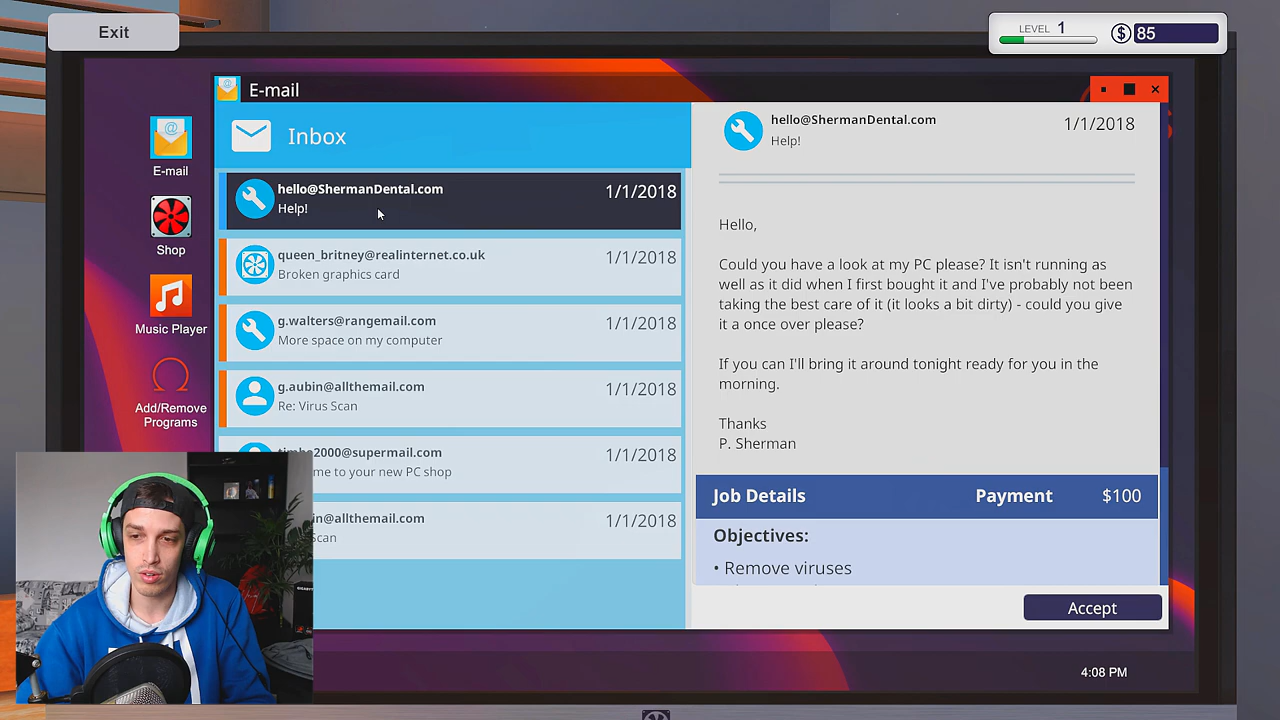 Exit
LEVEL 1
$ 85
E-mail
Inbox
hello@ShermanDental.com
Help!
1/1/2018
queen_britney@realinternet.co.uk
Broken graphics card
1/1/2018
g.walters@rangemail.com
More space on my computer
1/1/2018
g.aubin@allthemail.com
Re: Virus Scan
1/1/2018
2000@supermail.com
me to your new PC shop
1/1/2018
in@allthemail.com
Scan
1/1/2018
hello@ShermanDental.com
Help!
1/1/2018
Hello,
Could you have a look at my PC please? It isn't running as
well as it did when I first bought it and I've probably not been
taking the best care of it (it looks a bit dirty) - could you give
it a once over please?
If you can I'll bring it around tonight ready for you in the
morning.
Thanks
P. Sherman
Job Details
Payment
$100
Objectives:
• Remove viruses
Accept
E-mail
Shop
Music Player
Add/Remove
Programs
4:08 PM